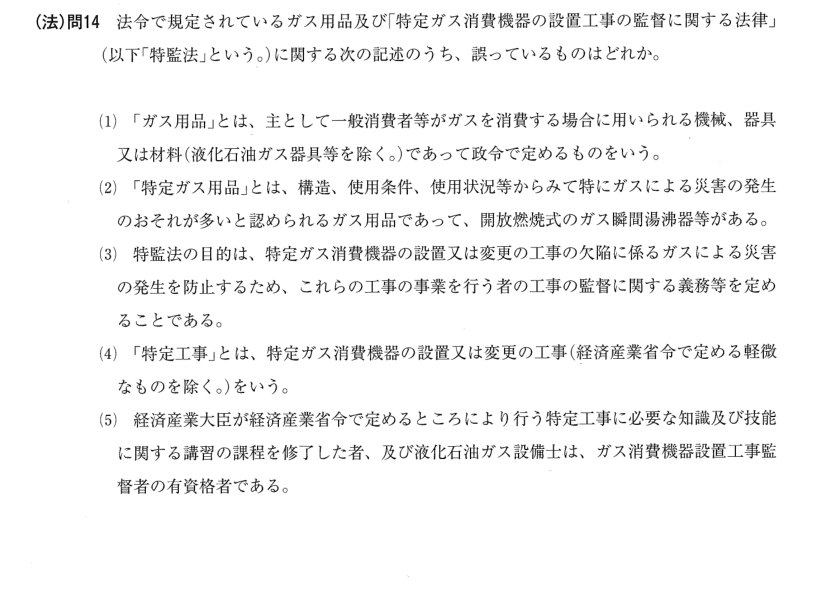 (法)問14 法令で規定されているガス用品及び「特定ガス消費機器の設置工事の監督に関する法律」
(以下「特監法」という。)に関する次の記述のうち、誤っているものはどれか。
(1) 「ガス用品」とは、主として一般消費者等がガスを消費する場合に用いられる機械、器具
又は材料(液化石油ガス器具等を除く。)であって政令で定めるものをいう。
(2) 「特定ガス用品」とは、構造、使用条件、使用状況等からみて特にガスによる災害の発生
のおそれが多いと認められるガス用品であって、開放燃焼式のガス瞬間湯沸器等がある。
(3) 特監法の目的は、特定ガス消費機器の設置又は変更の工事の欠陥に係るガスによる災害
の発生を防止するため、これらの工事の事業を行う者の工事の監督に関する義務等を定め
ることである。
(4) 「特定工事」とは、特定ガス消費機器の設置又は変更の工事(経済産業省令で定める軽微
なものを除く。)をいう。
(5) 経済産業大臣が経済産業省令で定めるところにより行う特定工事に必要な知識及び技能
に関する講習の課程を修了した者、及び液化石油ガス設備士は、ガス消費機器設置工事監
督者の有資格者である。